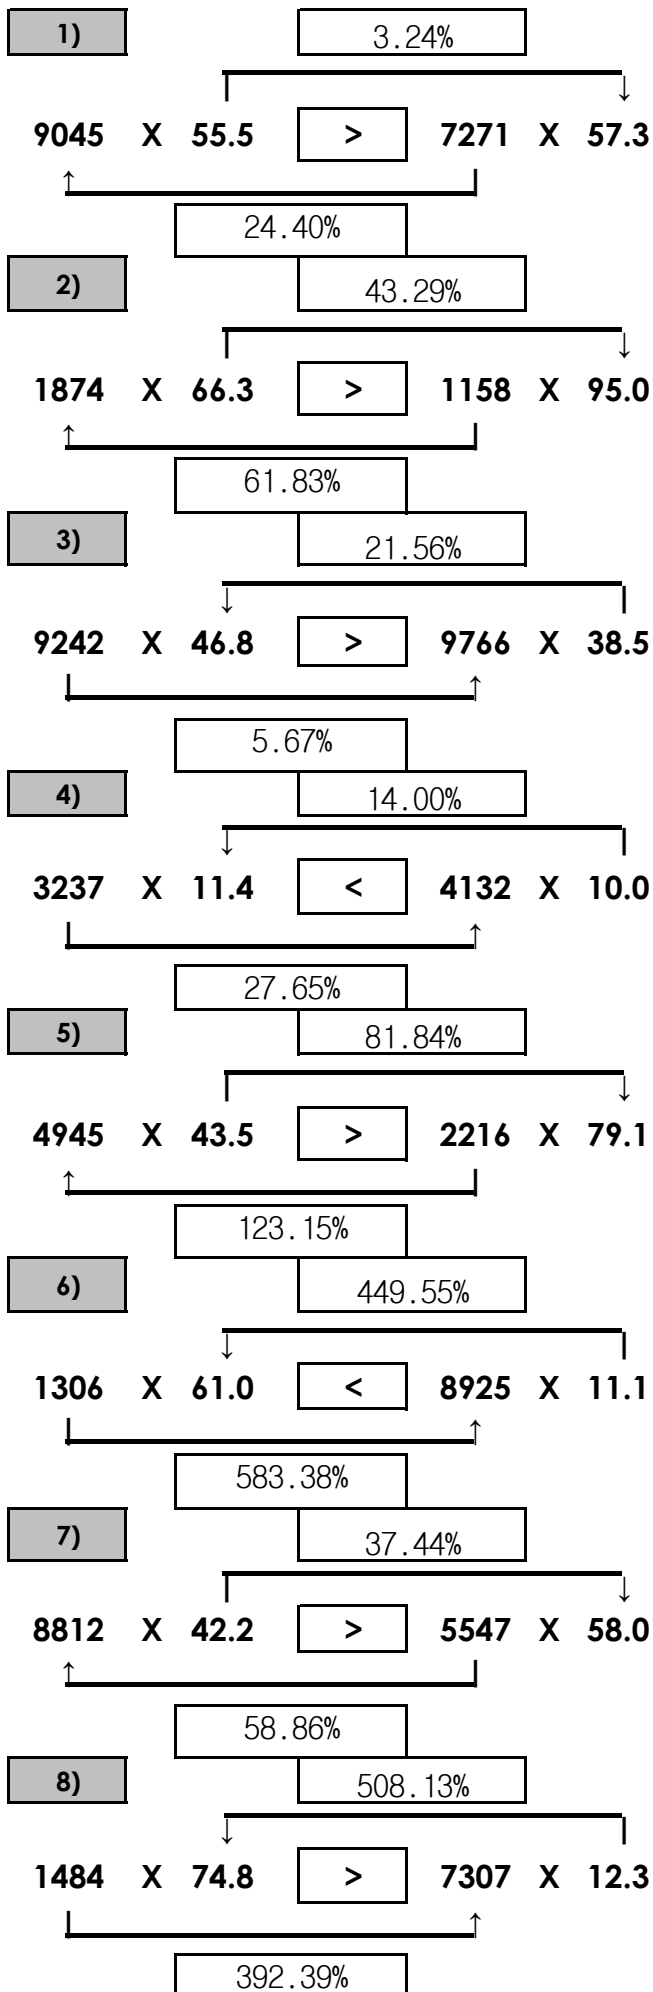 1) 3.24%
9045 X 55.5 > 7271 X 57.3
24.40%
2) 43.29%
1874 X 66.3 > 1158 X 95.0
61.83%
3) 21.56%
9242 X 46.8 > 9766 X 38.5
5.67%
4) 14.00%
3237 X 11.4 < 4132 X 10.0
27.65%
5) 81.84%
4945 X 43.5 > 2216 X 79.1
123.15%
6) 449.55%
1306 X 61.0 < 8925 X 11.1
583.38%
7) 37.44%
8812 X 42.2 > 5547 X 58.0
58.86%
8) 508.13%
1484 X 74.8 > 7307 X 12.3
392.39%